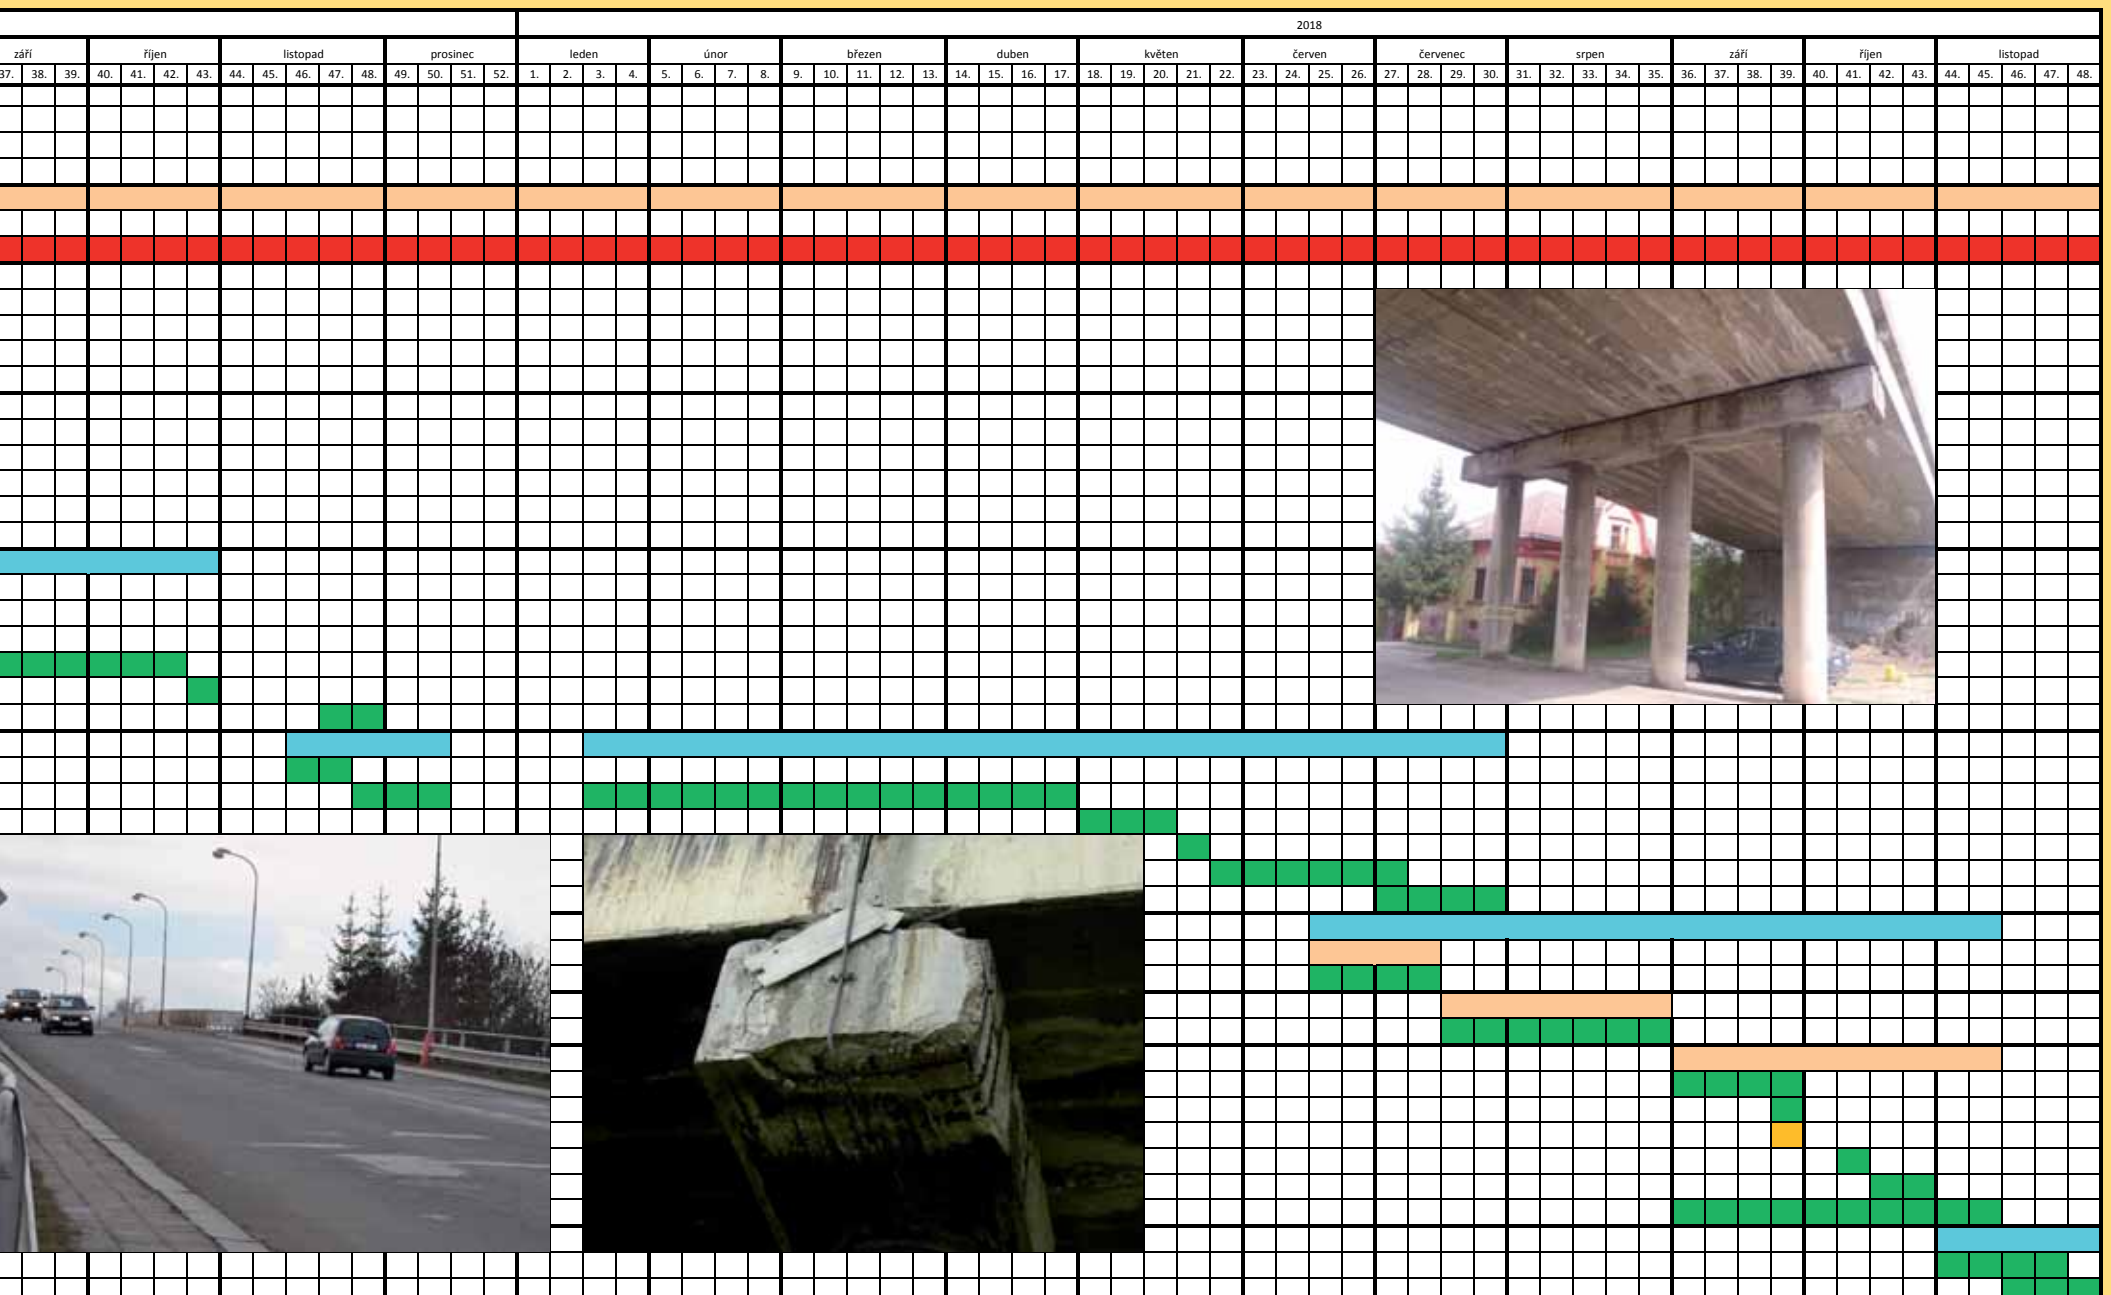 2018
září říjen listopad prosinec leden únor březen duben květen červen červenec srpen září říjen listopad
37. 38. 39. 40. 41. 42. 43. 44. 45. 46. 47. 48. 49. 50. 51. 52. 1. 2. 3. 4. 5. 6. 7. 8. 9. 10. 11. 12. 13. 14. 15. 16. 17. 18. 19. 20. 21. 22. 23. 24. 25. 26. 27. 28. 29. 30. 31. 32. 33. 34. 35. 36. 37. 38. 39. 40. 41. 42. 43. 44. 45. 46. 47. 48.